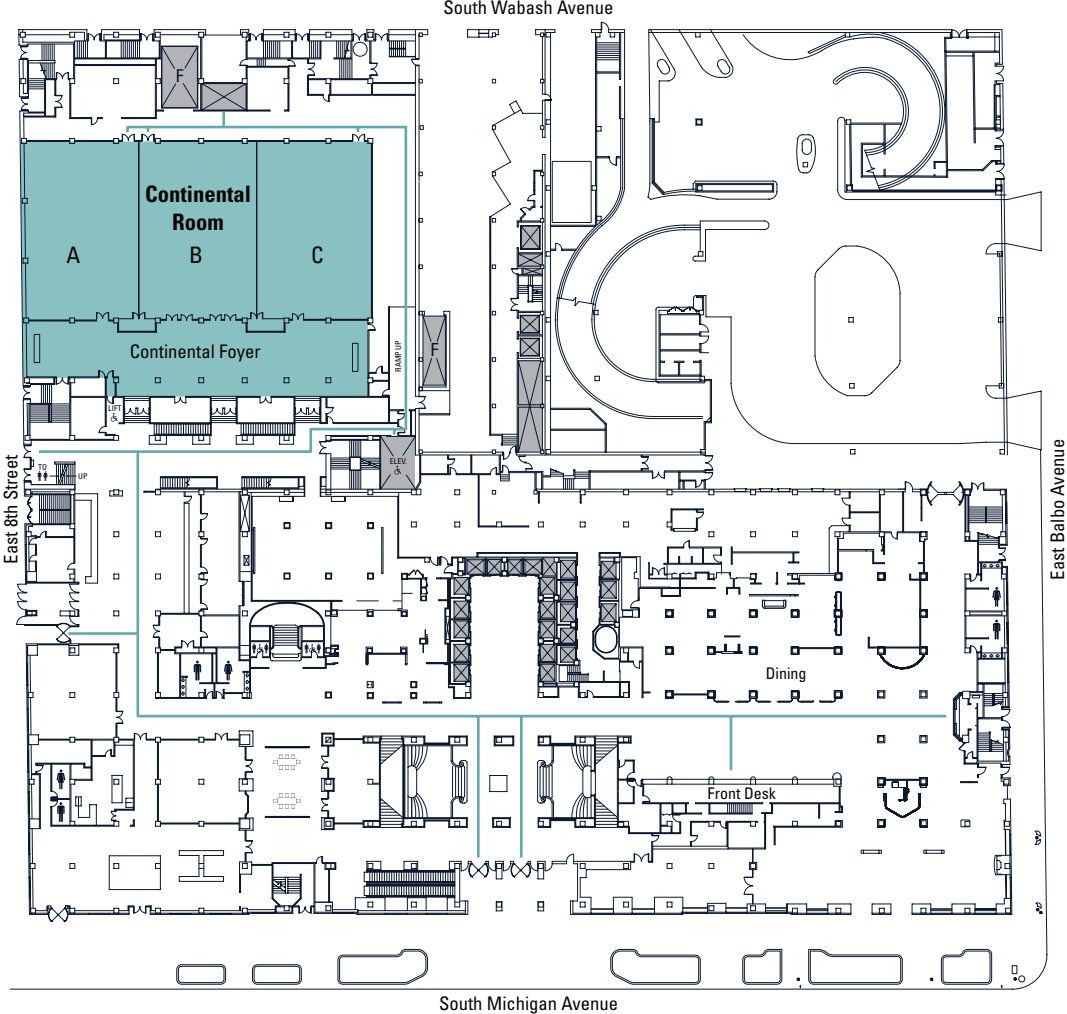 South Wabash Avenue
F
Continental
Room
A
B
C
Continental Foyer
RAMP UP
F
LIFT
ELEV.
TO
UP
East 8th Street
East Balbo Avenue
Dining
Front Desk
South Michigan Avenue